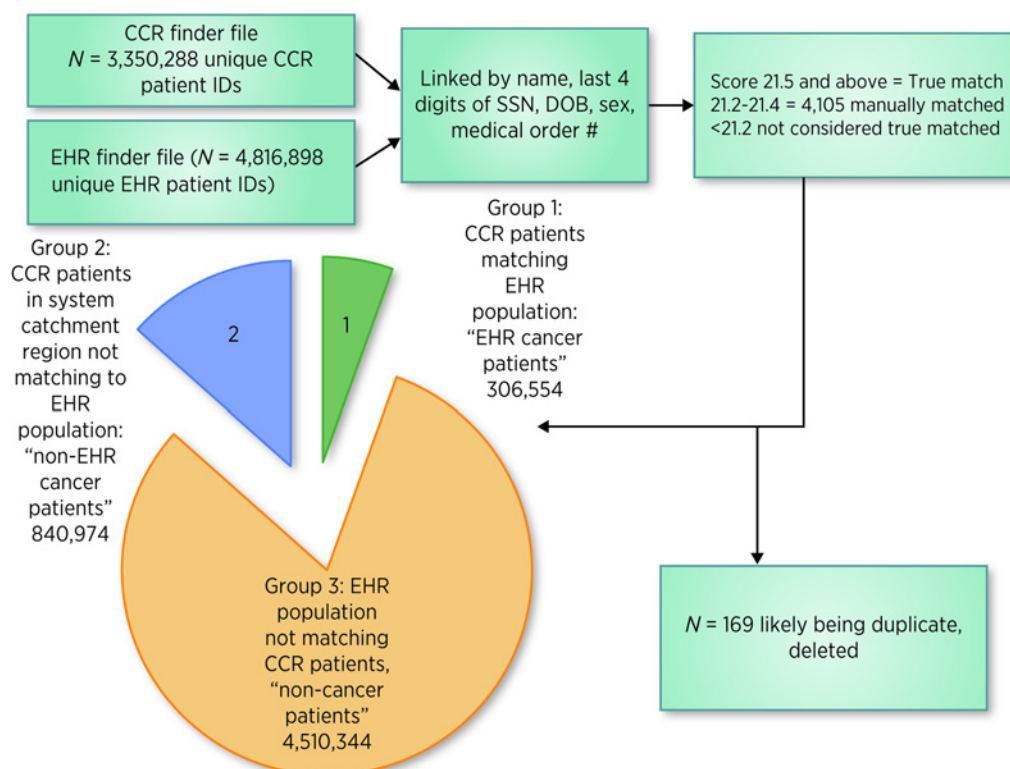 CCR finder file
N = 3,350,288 unique CCR
patient IDs
EHR finder file (N = 4,816,898
unique EHR patient IDs)
Linked by name, last 4
digits of SSN, DOB, sex,
medical order #
Score 21.5 and above = True match
21.2-21.4 = 4,105 manually matched
<21.2 not considered true matched
Group 2:
CCR patients
in system
catchment
region not
matching to
EHR
population:
“non-EHR
cancer
patients”
840,974
2
1
Group 1:
CCR patients
matching
EHR
population:
“EHR cancer
patients”
306,554
Group 3: EHR
population
not matching
CCR patients,
“non-cancer
patients”
4,510,344
N = 169 likely being duplicate,
deleted